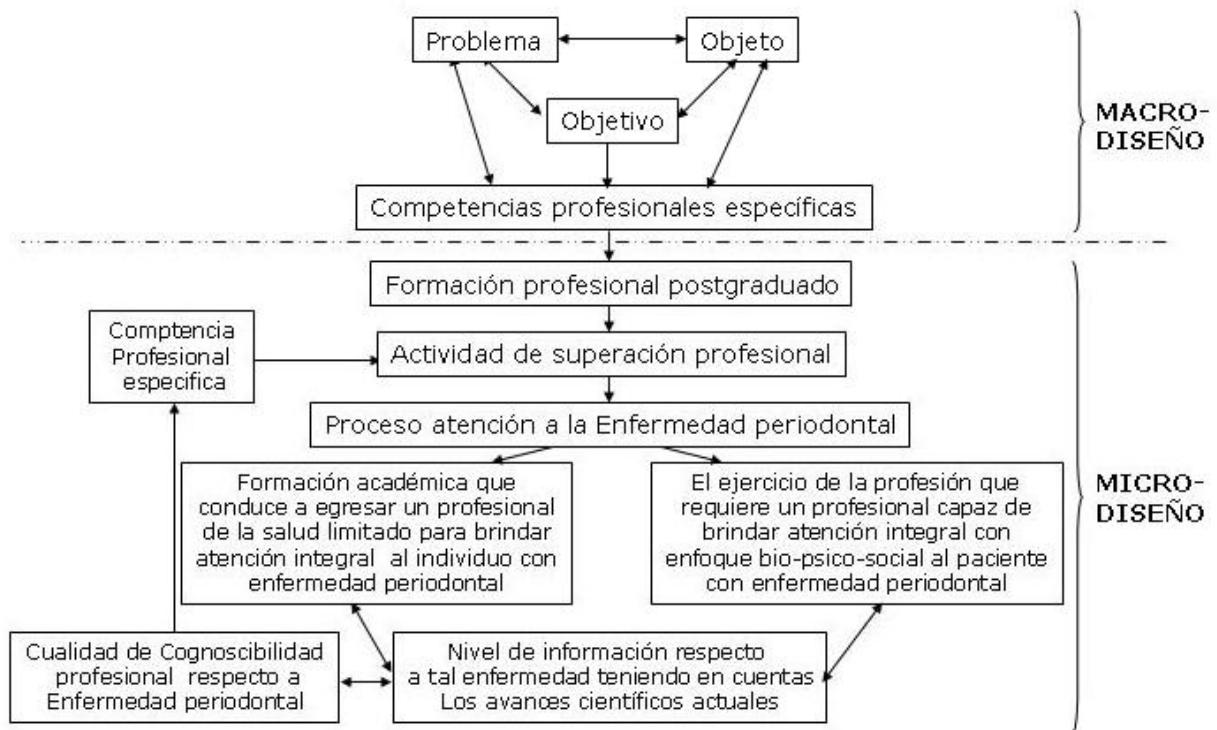 Problema
Objeto
Objetivo
Competencias profesionales específicas
MACRO-
DISEÑO
Formación profesional postgraduado
Comptencia
Profesional
especifica
Actividad de superación profesional
Proceso atención a la Enfermedad periodontal
Formación académica que
conduce a egresar un profesional
de la salud limitado para brindar
atención integral al individuo con
enfermedad periodontal
El ejercicio de la profesión que
requiere un profesional capaz de
brindar atención integral con
enfoque bio-psico-social al paciente
con enfermedad periodontal
MICRO-
DISEÑO
Cualidad de Cognoscibilidad
profesional respecto a
Enfermedad periodontal
Nivel de información respecto
a tal enfermedad teniendo en cuentas
Los avances científicos actuales